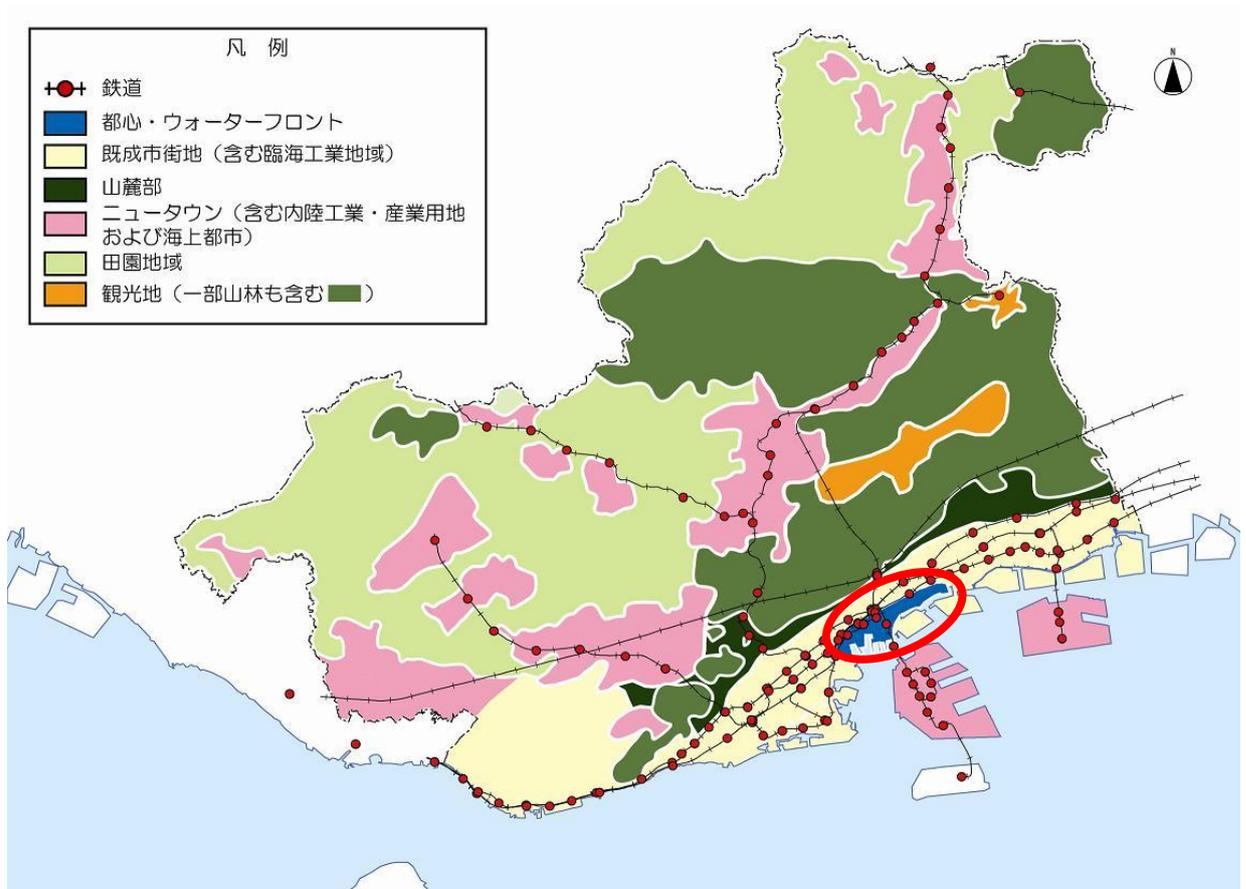 凡 例
鉄道
都心・ウォーターフロント
既成市街地（含む臨海工業地域）
山麓部
ニュータウン（含む内陸工業・産業用地
および海上都市）
田園地域
観光地（一部山林も含む ）
N